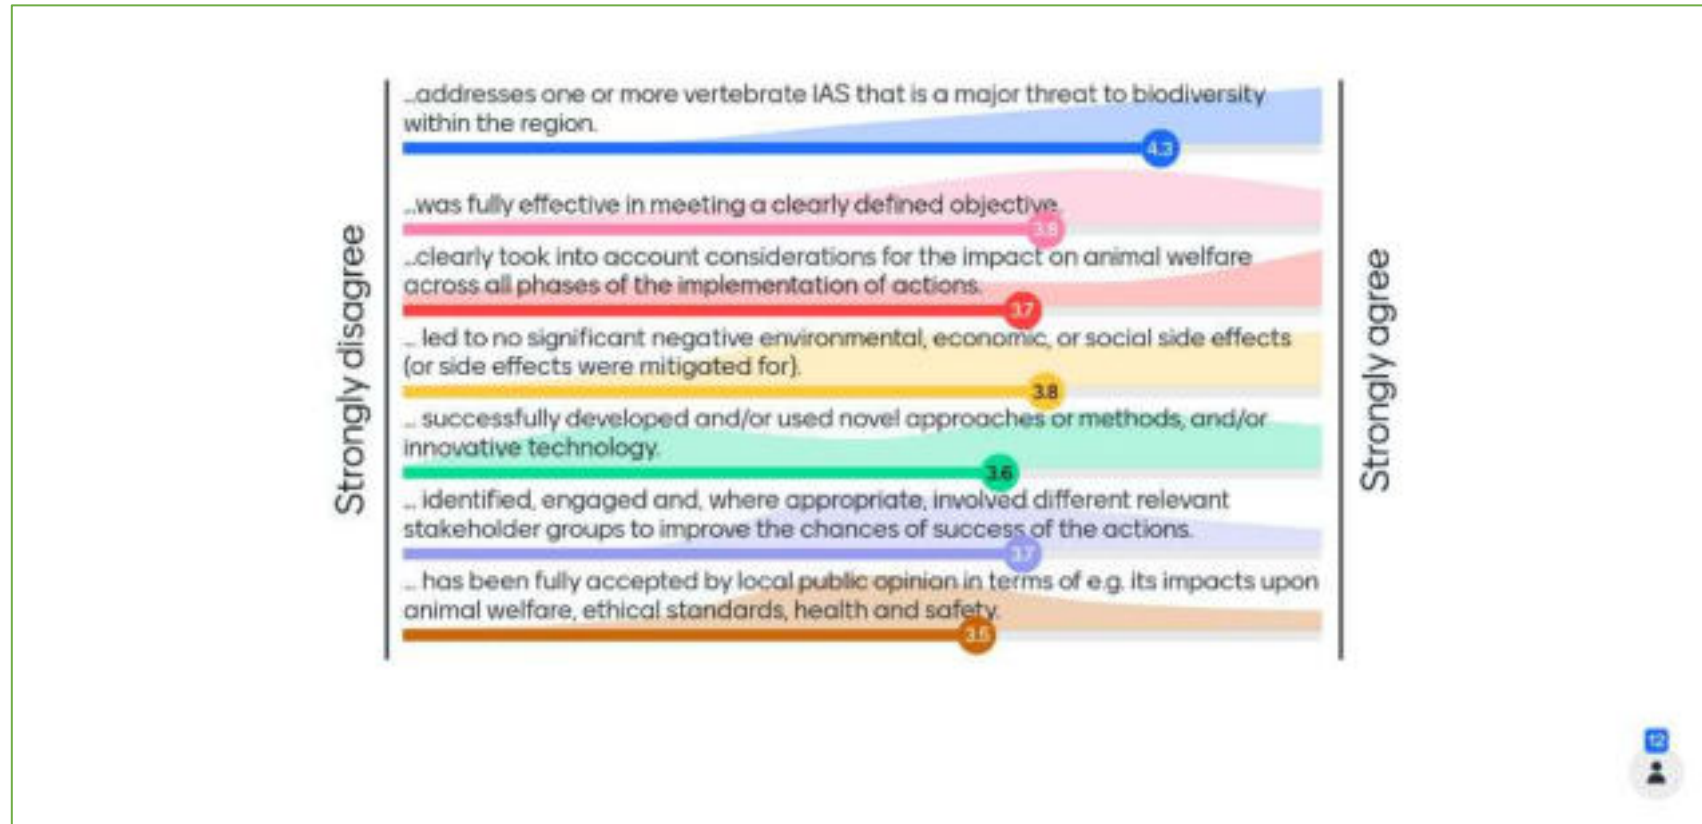 ...addresses one or more vertebrate IAS that is a major threat to biodiversity
within the region.
4.3
...was fully effective in meeting a clearly defined objective.
3.8
...clearly took into account considerations for the impact on animal welfare
across all phases of the implementation of actions.
3.7
... led to no significant negative environmental, economic, or social side effects
(or side effects were mitigated for).
3.8
... successfully developed and/or used novel approaches or methods, and/or
innovative technology.
3.6
... identified, engaged and, where appropriate, involved different relevant
stakeholder groups to improve the chances of success of the actions.
3.7
... has been fully accepted by local public opinion in terms of e.g. its impacts upon
animal welfare, ethical standards, health and safety.
3.5
Strongly disagree
Strongly agree
12